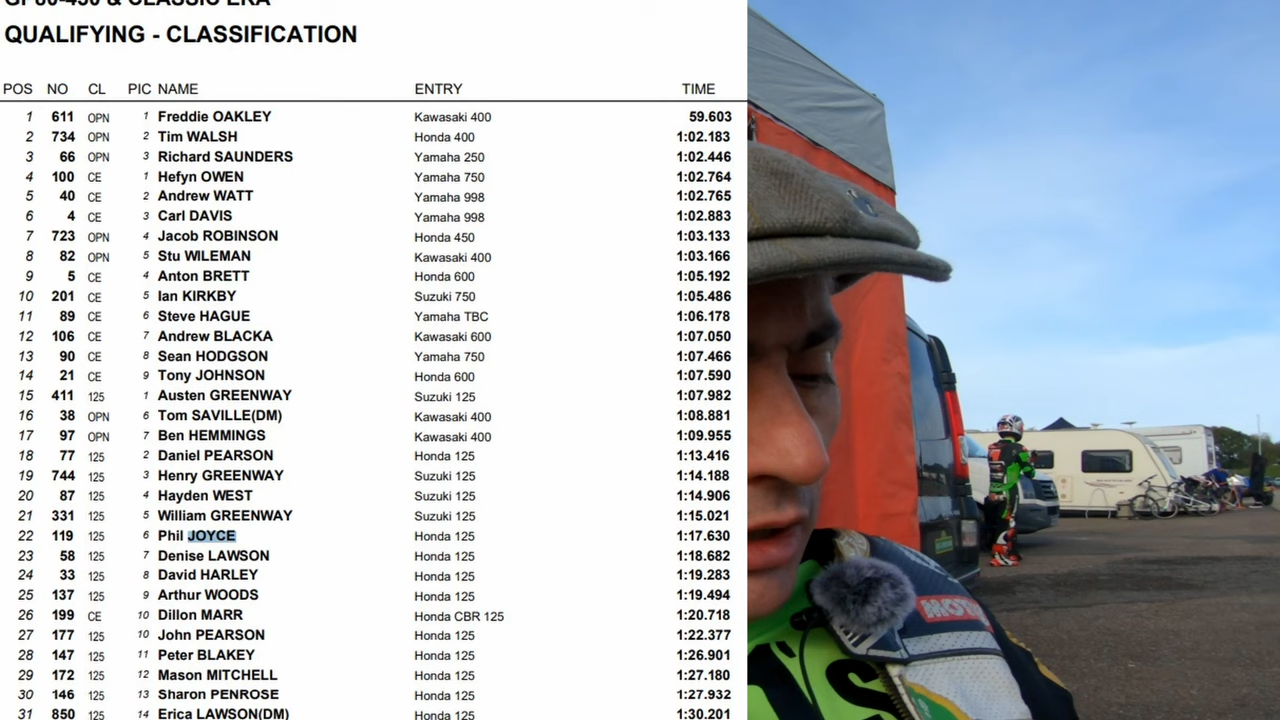 GP80-450 & CLASSIC ERA
QUALIFYING - CLASSIFICATION
POS NO CL PIC NAME ENTRY TIME
1 611 OPN 1 Freddie OAKLEY Kawasaki 400 59.603
2 734 OPN 2 Tim WALSH Honda 400 1:02.183
3 66 OPN 3 Richard SAUNDERS Yamaha 250 1:02.446
4 100 CE 1 Hefyn OWEN Yamaha 750 1:02.764
5 40 CE 2 Andrew WATT Yamaha 998 1:02.765
6 4 CE 3 Carl DAVIS Yamaha 998 1:02.883
7 723 OPN 4 Jacob ROBINSON Honda 450 1:03.133
8 82 OPN 5 Stu WILEMAN Kawasaki 400 1:03.166
9 5 CE 4 Anton BRETT Honda 600 1:05.192
10 201 CE 5 Ian KIRKBY Suzuki 750 1:05.486
11 89 CE 6 Steve HAGUE Yamaha TBC 1:06.178
12 106 CE 7 Andrew BLACKA Kawasaki 600 1:07.050
13 90 CE 8 Sean HODGSON Yamaha 750 1:07.466
14 21 CE 9 Tony JOHNSON Honda 600 1:07.590
15 411 125 1 Austen GREENWAY Suzuki 125 1:07.982
16 38 OPN 6 Tom SAVILLE(DM) Kawasaki 400 1:08.881
17 97 OPN 7 Ben HEMMINGS Kawasaki 400 1:09.955
18 77 125 2 Daniel PEARSON Honda 125 1:13.416
19 744 125 3 Henry GREENWAY Suzuki 125 1:14.188
20 87 125 4 Hayden WEST Suzuki 125 1:14.906
21 331 125 5 William GREENWAY Suzuki 125 1:15.021
22 119 125 6 Phil JOYCE Honda 125 1:17.630
23 58 125 7 Denise LAWSON Honda 125 1:18.682
24 33 125 8 David HARLEY Honda 125 1:19.283
25 137 125 9 Arthur WOODS Honda 125 1:19.494
26 199 CE 10 Dillon MARR Honda CBR 125 1:20.718
27 177 125 10 John PEARSON Honda 125 1:22.377
28 147 125 11 Peter BLAKEY Honda 125 1:26.901
29 172 125 12 Mason MITCHELL Honda 125 1:27.180
30 146 125 13 Sharon PENROSE Honda 125 1:27.932
31 850 125 14 Erica LAWSON(DM) Honda 125 1:30.201